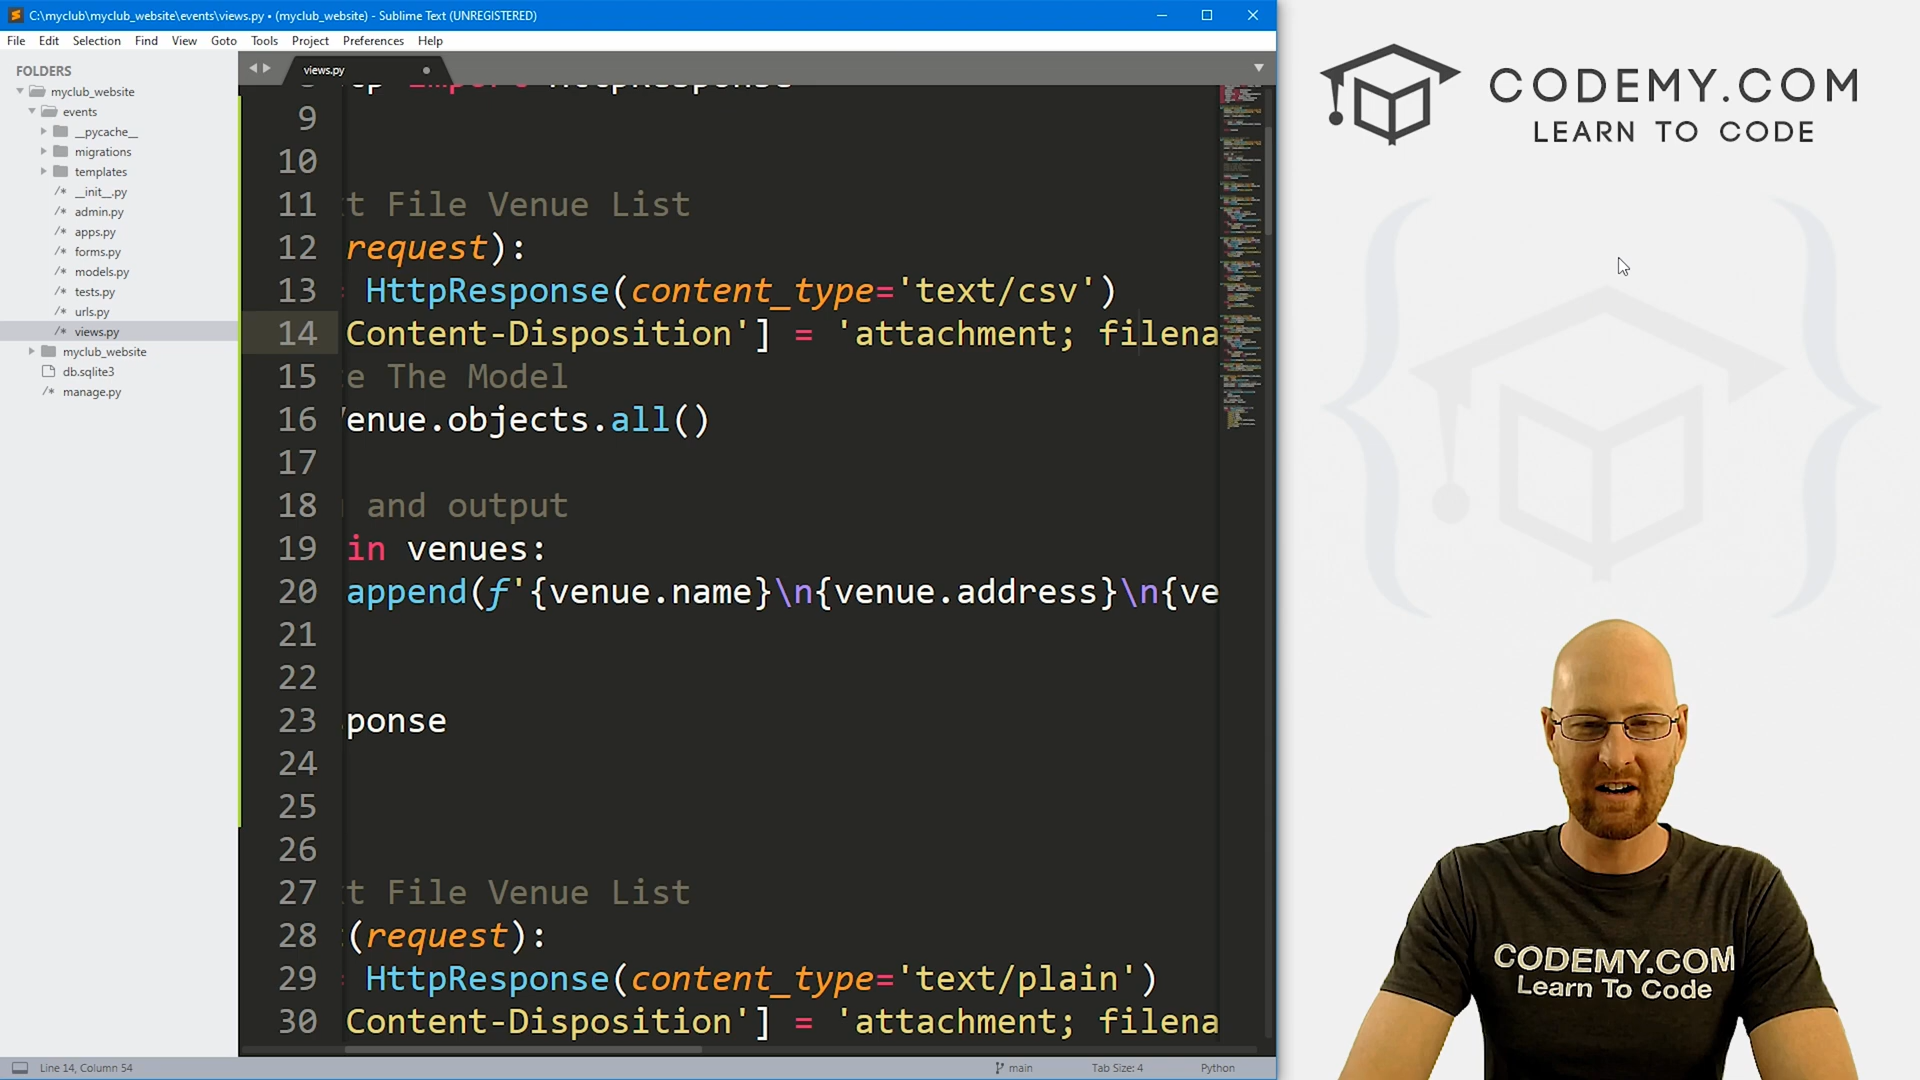 C:\myclub\myclub_website\events\views.py • (myclub_website) - Sublime Text (UNREGISTERED)
File Edit Selection Find View Goto Tools Project Preferences Help
FOLDERS
myclub_website
events
__pycache__
migrations
templates
__init__.py
admin.py
apps.py
forms.py
models.py
tests.py
urls.py
views.py
myclub_website
db.sqlite3
manage.py
views.py
import HttpResponse
9
10
11 t File Venue List
12 request):
13 = HttpResponse(content_type='text/csv')
14 Content-Disposition'] = 'attachment; filena
15 te The Model
16 Venue.objects.all()
17
18 and output
19 in venues:
20 append(f'{venue.name}\n{venue.address}\n{ve
21
22
23 ponse
24
25
26
27 t File Venue List
28 (request):
29 = HttpResponse(content_type='text/plain')
30 Content-Disposition'] = 'attachment; filena
Line 14, Column 54
main
Tab Size: 4
Python
CODEMY.COM
LEARN TO CODE
CODEMY.COM
Learn To Code